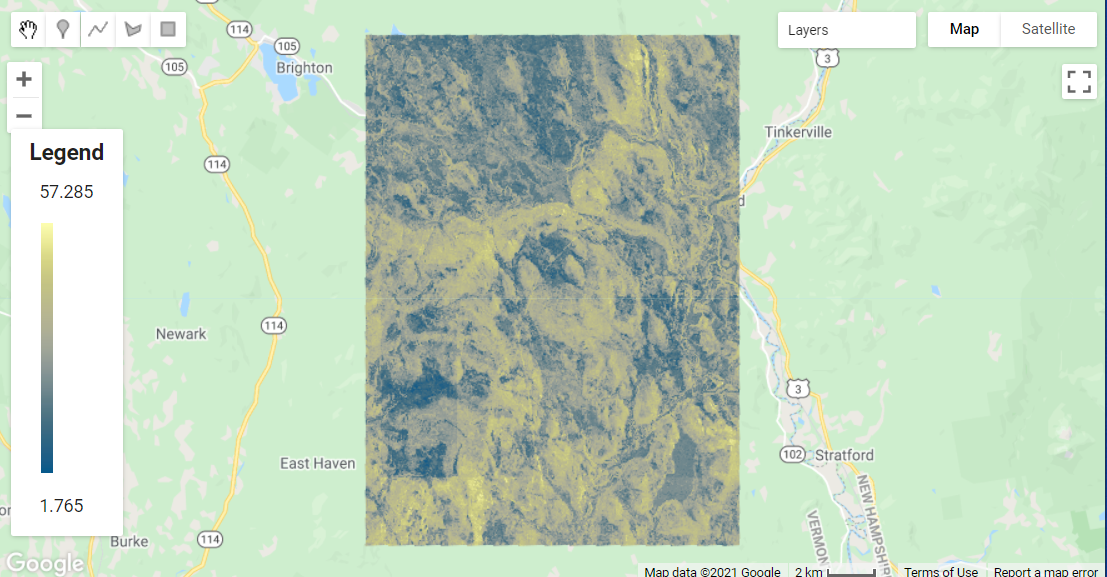 114
105
105
Brighton
Layers
Map
Satellite
3
Tinkerville
Legend
57.285
114
d
114
Newark
3
East Haven
102
Stratford
1.765
NEW HAMPSHIRE
VERMONT
Burke
114
Google
Map data ©2021 Google
2 km
Terms of Use
Report a map error